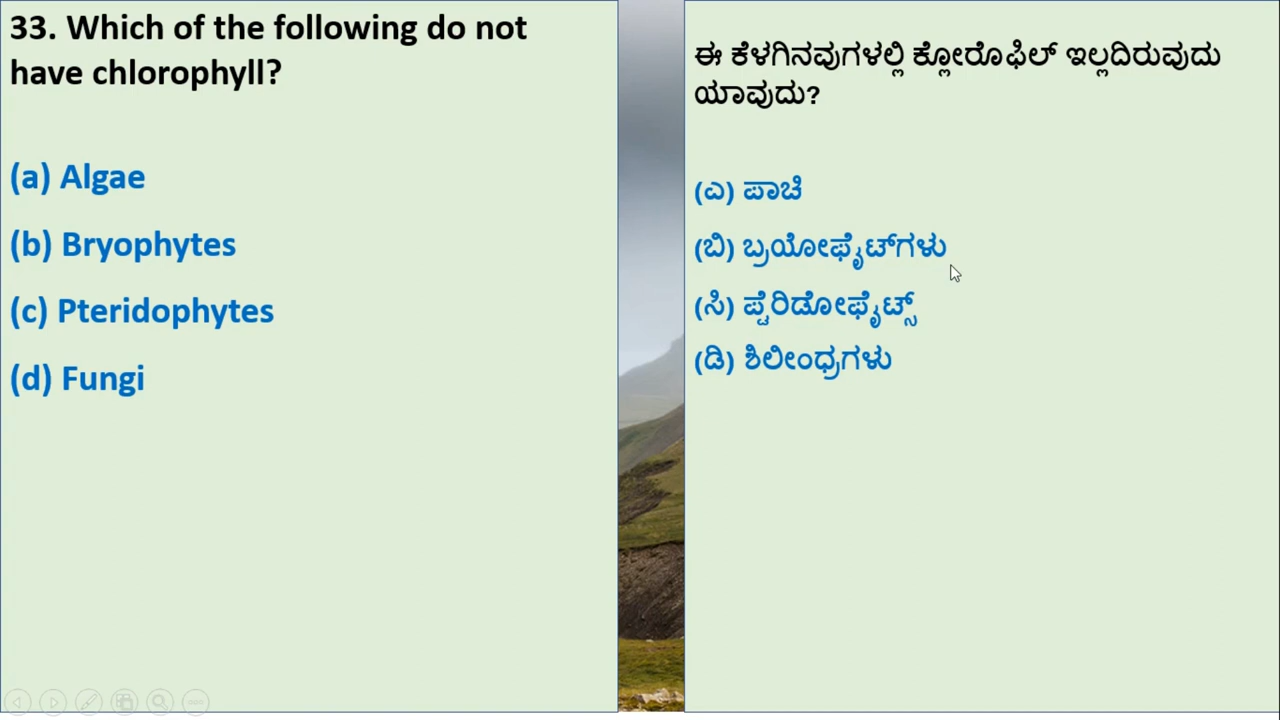 33. Which of the following do not
have chlorophyll?
(a) Algae
(b) Bryophytes
(c) Pteridophytes
(d) Fungi
ಈ ಕೆಳಗಿನವುಗಳಲ್ಲಿ ಕ್ಲೋರೊಫಿಲ್ ಇಲ್ಲದಿರುವುದು
ಯಾವುದು?
(ಎ) ಪಾಚಿ
(ಬಿ) ಬ್ರಯೋಫೈಟ್‌ಗಳು
(ಸಿ) ಪ್ಟೆರಿಡೋಫೈಟ್ಸ್
(ಡಿ) ಶಿಲೀಂಧ್ರಗಳು